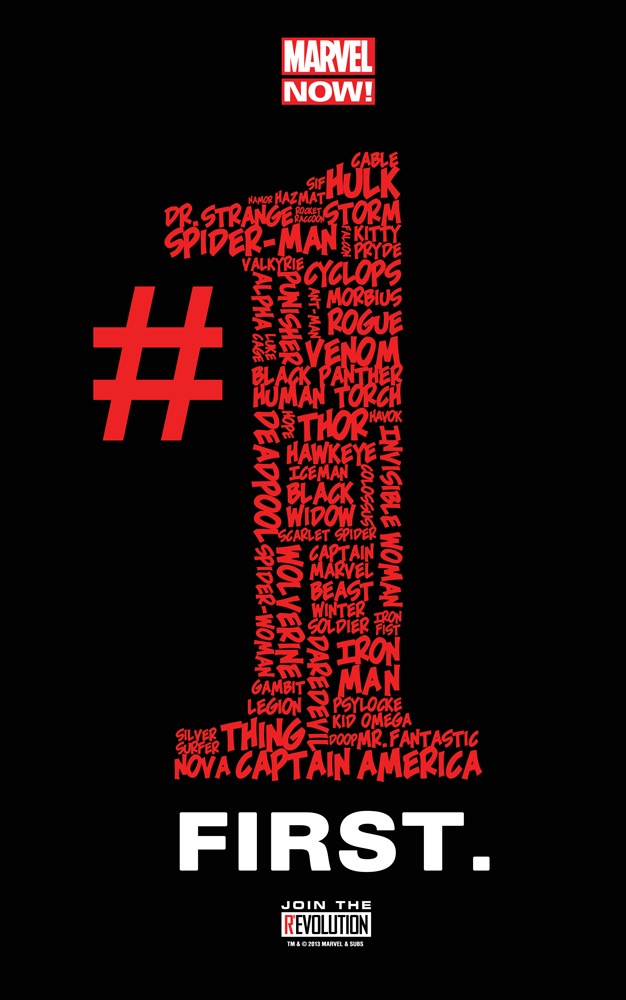 MARVEL
NOW!
CABLE
SIF
HULK
NAMOR
HAZMAT
DR. STRANGE
ROCKET
RACCOON
STORM
SPIDER-MAN
FALCON
KITTY
PRYDE
VALKYRIE
CYCLOPS
ALPHA
PUNISHER
ANT-MAN
MORBIUS
ROGUE
LUKE
CAGE
VENOM
BLACK PANTHER
HUMAN TORCH
DEADPOOL
HOPE
THOR
HAVOK
HAWKEYE
INVISIBLE WOMAN
ICEMAN
COLOSSUS
BLACK
WIDOW
SCARLET SPIDER
SPIDER-WOMAN
WOLVERINE
CAPTAIN
MARVEL
BEAST
WINTER
SOLDIER
IRON
FIST
DAREDEVIL
IRON
MAN
GAMBIT
LEGION
PSYLOCKE
KID OMEGA
SILVER
SURFER
THING
DOOP
MR. FANTASTIC
NOVA
CAPTAIN AMERICA
#
FIRST.
JOIN THE
REVOLUTION
TM & © 2013 MARVEL & SUBS